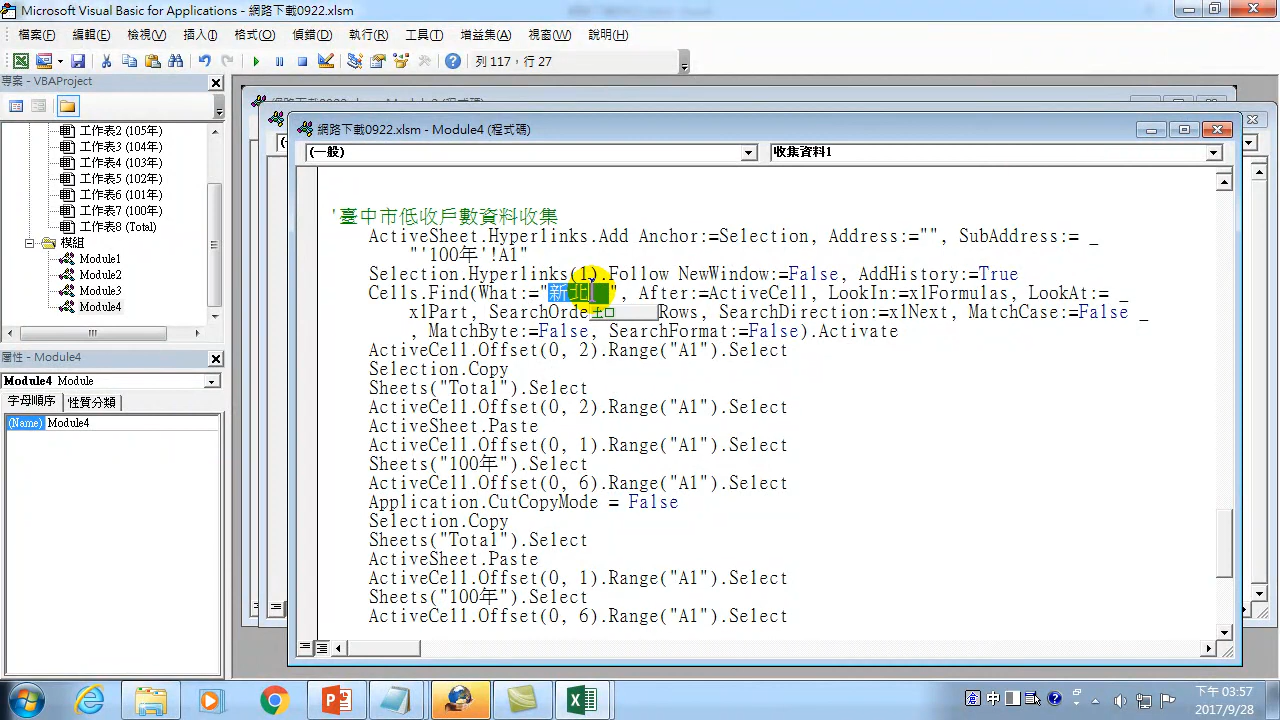 Microsoft Visual Basic for Applications - 網路下載0922.xlsm
檔案(F) 編輯(E) 檢視(V) 插入(I) 格式(O) 偵錯(D) 執行(R) 工具(T) 增益集(A) 視窗(W) 說明(H)
列 117，行 27
專案 - VBAProject
工作表2 (105年)
工作表3 (104年)
工作表4 (103年)
工作表5 (102年)
工作表6 (101年)
工作表7 (100年)
工作表8 (Total)
模組
Module1
Module2
Module3
Module4
屬性 - Module4
Module4 Module
字母順序 性質分類
(Name) Module4
網路下載0922.xlsm - Module4 (程式碼)
(一般) 收集資料1
'臺中市低收戶數資料收集
ActiveSheet.Hyperlinks.Add Anchor:=Selection, Address:="", SubAddress:= _
"'100年'!A1"
Selection.Hyperlinks(1).Follow NewWindow:=False, AddHistory:=True
Cells.Find(What:="新北", After:=ActiveCell, LookIn:=xlFormulas, LookAt:= _
xlPart, SearchOrde Rows, SearchDirection:=xlNext, MatchCase:=False _
, MatchByte:=False, SearchFormat:=False).Activate
ActiveCell.Offset(0, 2).Range("A1").Select
Selection.Copy
Sheets("Total").Select
ActiveCell.Offset(0, 2).Range("A1").Select
ActiveSheet.Paste
ActiveCell.Offset(0, 1).Range("A1").Select
Sheets("100年").Select
ActiveCell.Offset(0, 6).Range("A1").Select
Application.CutCopyMode = False
Selection.Copy
Sheets("Total").Select
ActiveSheet.Paste
ActiveCell.Offset(0, 1).Range("A1").Select
Sheets("100年").Select
ActiveCell.Offset(0, 6).Range("A1").Select
中
下午 03:57
2017/9/28